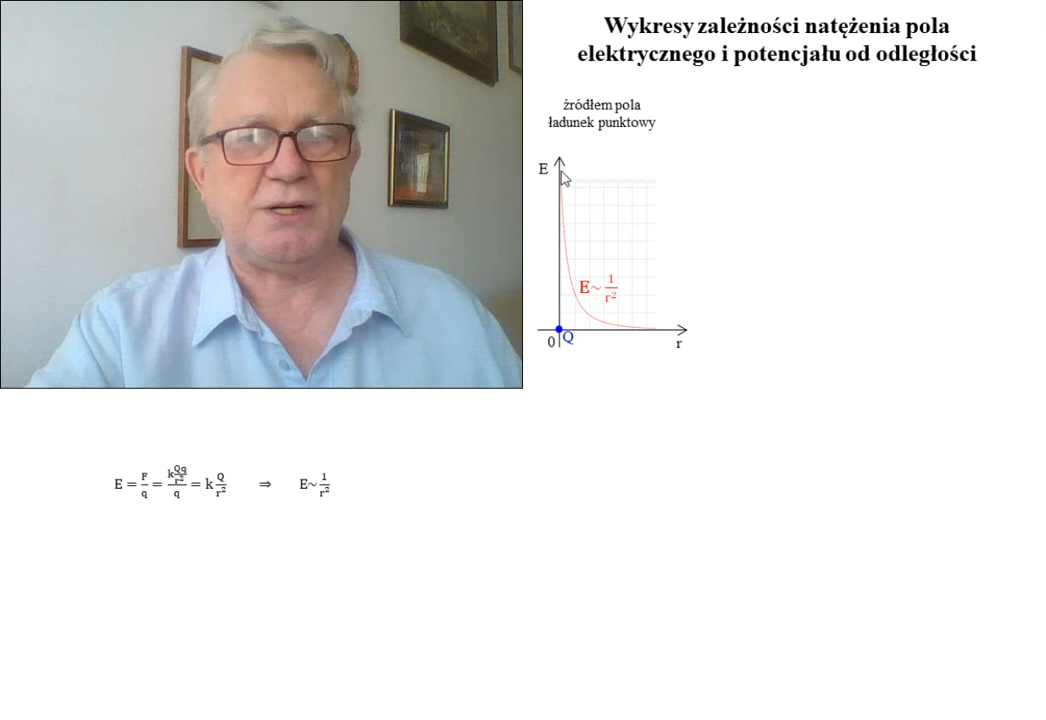 Wykresy zależności natężenia pola
elektrycznego i potencjału od odległości
źródłem pola
ładunek punktowy
E
E~1/r²
0 Q
r
E = F/q = (k Qq/r²)/q = k Q/r² ⇒ E~1/r²